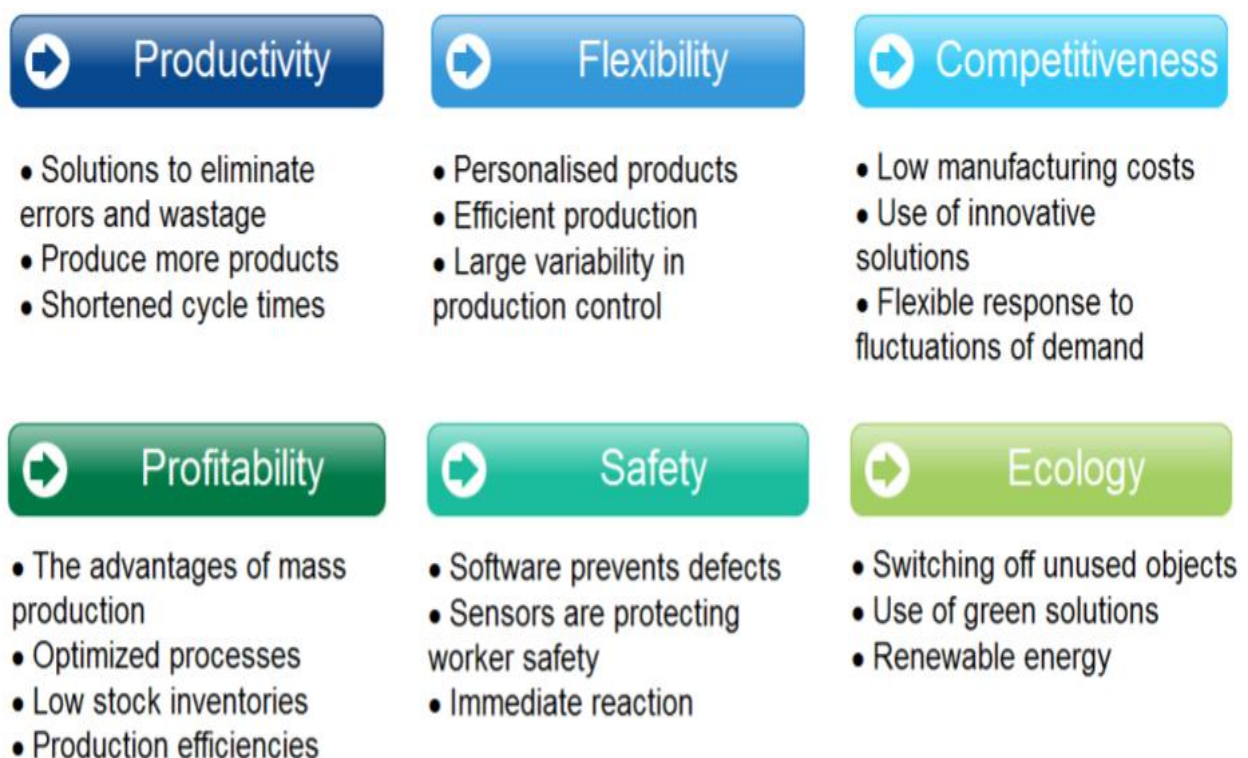 Productivity
• Solutions to eliminate
errors and wastage
• Produce more products
• Shortened cycle times
Flexibility
• Personalised products
• Efficient production
• Large variability in
production control
Competitiveness
• Low manufacturing costs
• Use of innovative
solutions
• Flexible response to
fluctuations of demand
Profitability
• The advantages of mass
production
• Optimized processes
• Low stock inventories
• Production efficiencies
Safety
• Software prevents defects
• Sensors are protecting
worker safety
• Immediate reaction
Ecology
• Switching off unused objects
• Use of green solutions
• Renewable energy